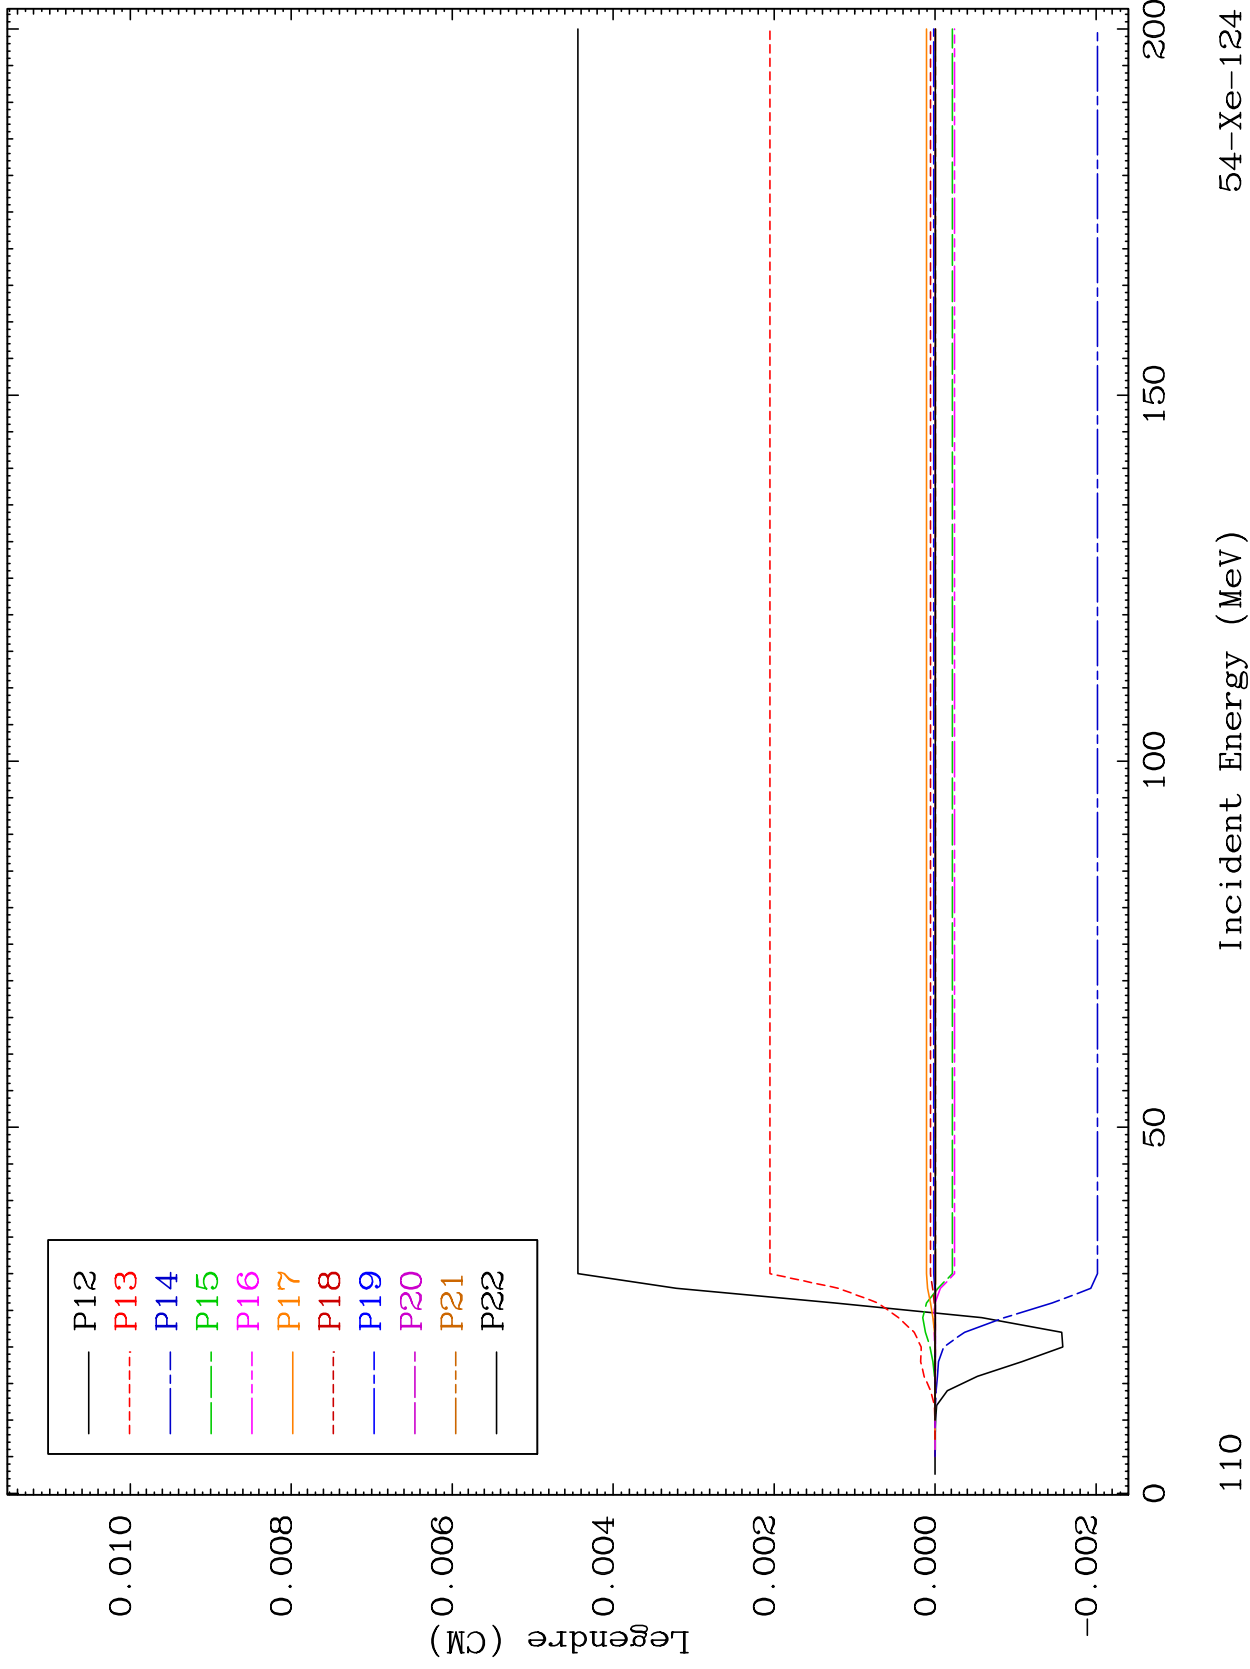 P12
P13
P14
P15
P16
P17
P18
P19
P20
P21
P22
Legendre (CM)
0.010
0.008
0.006
0.004
0.002
0.000
-0.002
0
50
100
150
200
Incident Energy (MeV)
110
54-Xe-124